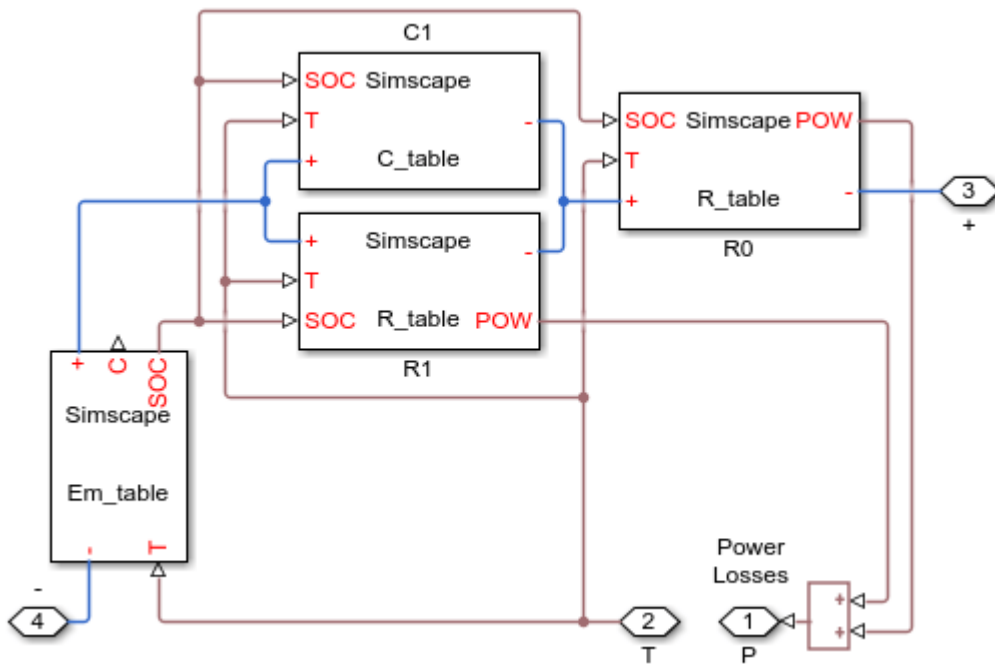 C1
SOC Simscape
T -
+ C_table
SOC Simscape POW
T
+ R_table -
R0
3
+
+ Simscape -
T
SOC R_table POW
R1
+ C SOC
Simscape
Em_table
- T
-
4
Power
Losses
+
+
2
T
1
P